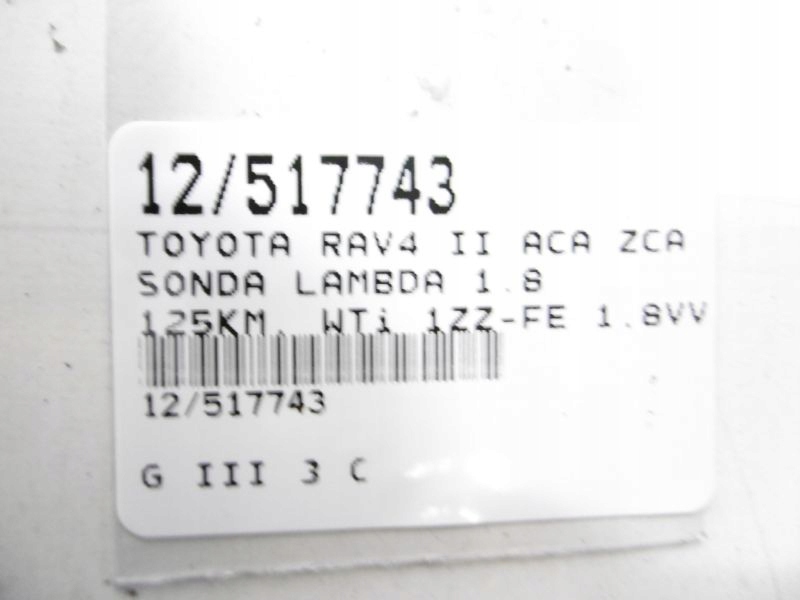 12/517743
TOYOTA RAV4 II ACA ZCA
SONDA LAMBDA 1.8
125KM. WTi 1ZZ-FE 1.8VV
12/517743
G III 3 C